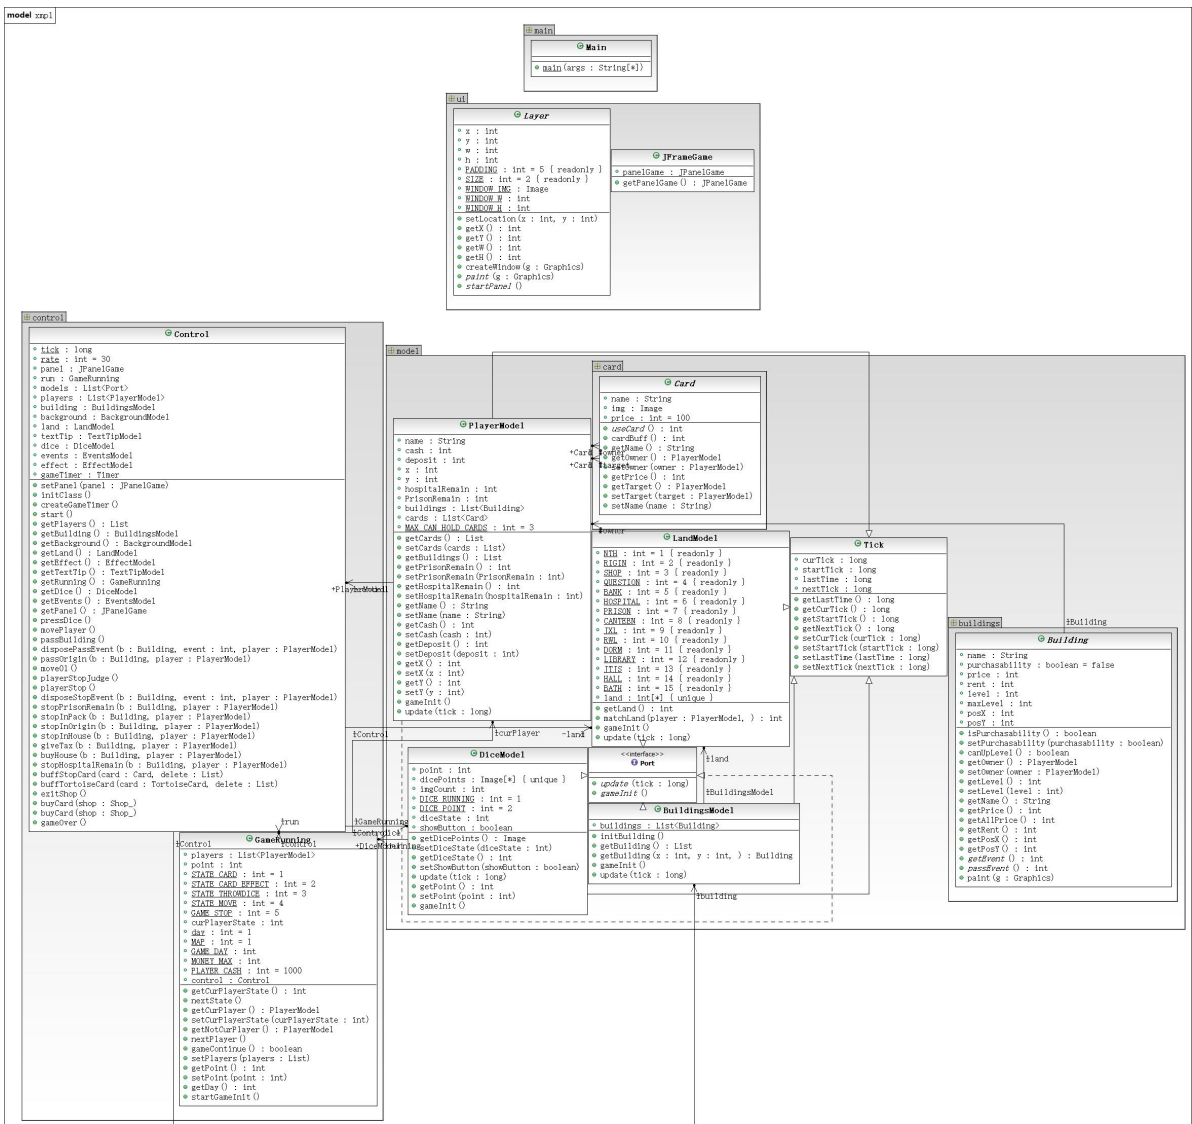 model xmpl
main
Main
main(args : String[*])
ui
Layer
x : int
y : int
w : int
h : int
PADDING : int = 5 { readonly }
SIZE : int = 2 { readonly }
WINDOW_IMG : Image
WINDOW_W : int
WINDOW_H : int
setLocation(x : int, y : int)
getX() : int
getY() : int
getW() : int
getH() : int
createWindow(g : Graphics)
paint(g : Graphics)
startPanel()
JFrameGame
panelGame : JPanelGame
getPanelGame() : JPanelGame
control
Control
tick : long
rate : int = 30
panel : JPanelGame
run : GameRunning
models : List<Port>
players : List<PlayerModel>
building : BuildingsModel
background : BackgroundModel
land : LandModel
textTip : TextTipModel
dice : DiceModel
events : EventsModel
effect : EffectModel
gameTimer : Timer
setPanel(panel : JPanelGame)
initClass()
createGameTimer()
start()
getPlayers() : List
getBuilding() : BuildingsModel
getBackground() : BackgroundModel
getLand() : LandModel
getEffect() : EffectModel
getTextTip() : TextTipModel
getRunning() : GameRunning
getDice() : DiceModel
getEvents() : EventsModel
getPanel() : JPanelGame
pressDice()
movePlayer()
passBuilding()
disposePassEvent(b : Building, event : int, player : PlayerModel)
passOrigin(b : Building, player : PlayerModel)
move01()
playerStopJudge()
playerStop()
disposeStopEvent(b : Building, event : int, player : PlayerModel)
stopPrisonRemain(b : Building, player : PlayerModel)
stopInPack(b : Building, player : PlayerModel)
stopInOrigin(b : Building, player : PlayerModel)
stopInHouse(b : Building, player : PlayerModel)
giveTax(b : Building, player : PlayerModel)
buyHouse(b : Building, player : PlayerModel)
stopHospitalRemain(b : Building, player : PlayerModel)
buffStopCard(card : Card, delete : List)
buffTortoiseCard(card : TortoiseCard, delete : List)
exitShop()
buyCard(shop : Shop_)
buyCard(shop : Shop_)
gameOver()
+run
+Control
GameRunning
players : List<PlayerModel>
point : int
STATE_CARD : int = 1
STATE_CARD_EFFECT : int = 2
STATE_THROWDICE : int = 3
STATE_MOVE : int = 4
GAME_STOP : int = 5
curPlayerState : int
day : int = 1
MAP : int = 1
GAME_DAY : int
MONEY_MAX : int
PLAYER_CASH : int = 1000
control : Control
getCurPlayerState() : int
nextState()
getCurPlayer() : PlayerModel
setCurPlayerState(curPlayerState : int)
getNotCurPlayer() : PlayerModel
nextPlayer()
gameContinue() : boolean
setPlayers(players : List)
getPoint() : int
setPoint(point : int)
getDay() : int
startGameInit()
model
PlayerModel
name : String
cash : int
deposit : int
x : int
y : int
hospitalRemain : int
PrisonRemain : int
buildings : List<Building>
cards : List<Card>
MAX_CAN_HOLD_CARDS : int = 3
getCards() : List
setCards(cards : List)
getBuildings() : List
getPrisonRemain() : int
setPrisonRemain(PrisonRemain : int)
getHospitalRemain() : int
setHospitalRemain(hospitalRemain : int)
getName() : String
setName(name : String)
getCash() : int
setCash(cash : int)
getDeposit() : int
setDeposit(deposit : int)
getX() : int
setX(x : int)
getY() : int
setY(y : int)
gameInit()
update(tick : long)
+curPlayer
-land
+GameRunning
card
Card
name : String
img : Image
price : int = 100
useCard() : int
cardBuff() : int
getName() : String
getOwner() : PlayerModel
setOwner(owner : PlayerModel)
getPrice() : int
getTarget() : PlayerModel
setTarget(target : PlayerModel)
setName(name : String)
+Card
+Card
LandModel
NTH : int = 1 { readonly }
RIGIN : int = 2 { readonly }
SHOP : int = 3 { readonly }
QUESTION : int = 4 { readonly }
BANK : int = 5 { readonly }
HOSPITAL : int = 6 { readonly }
PRISON : int = 7 { readonly }
CANTEEN : int = 8 { readonly }
JXL : int = 9 { readonly }
RWL : int = 10 { readonly }
DORM : int = 11 { readonly }
LIBRARY : int = 12 { readonly }
ITJS : int = 13 { readonly }
HALL : int = 14 { readonly }
BATH : int = 15 { readonly }
land : int[*] { unique }
getLand() : int
matchLand(player : PlayerModel, ) : int
gameInit()
update(tick : long)
Tick
curTick : long
startTick : long
lastTime : long
nextTick : long
getLastTime() : long
getCurTick() : long
getStartTick() : long
getNextTick() : long
setCurTick(curTick : long)
setStartTick(startTick : long)
setLastTime(lastTime : long)
setNextTick(nextTick : long)
+Building
buildings
Building
name : String
purchasability : boolean = false
price : int
rent : int
level : int
maxLevel : int
posX : int
posY : int
isPurchasability() : boolean
setPurchasability(purchasability : boolean)
canUpLevel() : boolean
getOwner() : PlayerModel
setOwner(owner : PlayerModel)
getLevel() : int
setLevel(level : int)
getName() : String
getPrice() : int
getAllPrice() : int
getRent() : int
getPosX() : int
getPosY() : int
getEvent() : int
passEvent() : int
paint(g : Graphics)
DiceModel
point : int
dicePoints : Image[*] { unique }
imgCount : int
DICE_RUNNING : int = 1
DICE_POINT : int = 2
diceState : int
showButton : boolean
getDicePoints() : Image
setDiceState(diceState : int)
getDiceState() : int
setShowButton(showButton : boolean)
update(tick : long)
getPoint() : int
setPoint(point : int)
gameInit()
<<interface>>
Port
update(tick : long)
gameInit()
+land
+BuildingsModel
BuildingsModel
buildings : List<Building>
initBuilding()
getBuilding() : List
getBuilding(x : int, y : int, ) : Building
gameInit()
update(tick : long)
+building